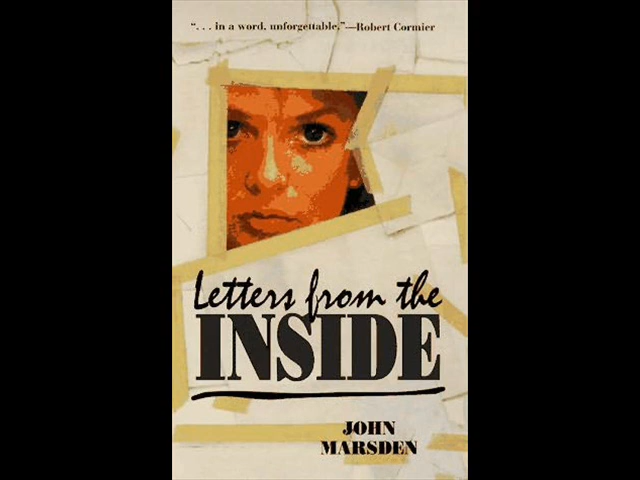 “. . . in a word, unforgettable.”—Robert Cormier
Letters from the
INSIDE
JOHN
MARSDEN